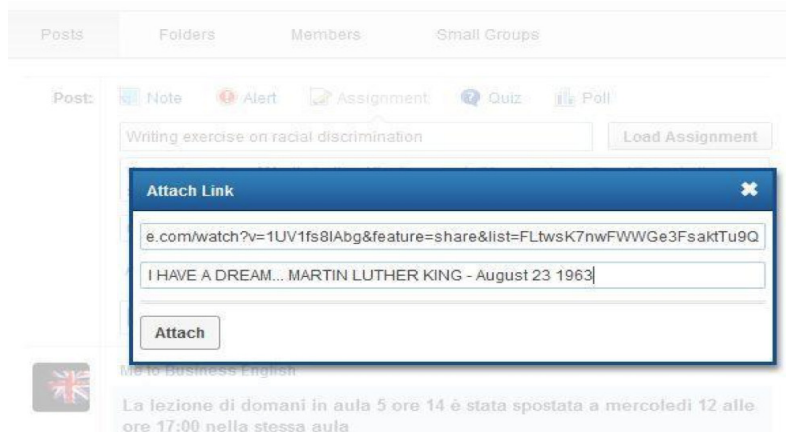 Posts Folders Members Small Groups
Post: Note Alert Assignment Quiz Poll
Writing exercise on racial discrimination Load Assignment
Attach Link
e.com/watch?v=1UV1fs8lAbg&feature=share&list=FLtwsK7nwFWWGe3FsaktTu9Q
I HAVE A DREAM... MARTIN LUTHER KING - August 23 1963
Attach
Me to Business English
La lezione di domani in aula 5 ore 14 è stata spostata a mercoledì 12 alle
ore 17:00 nella stessa aula